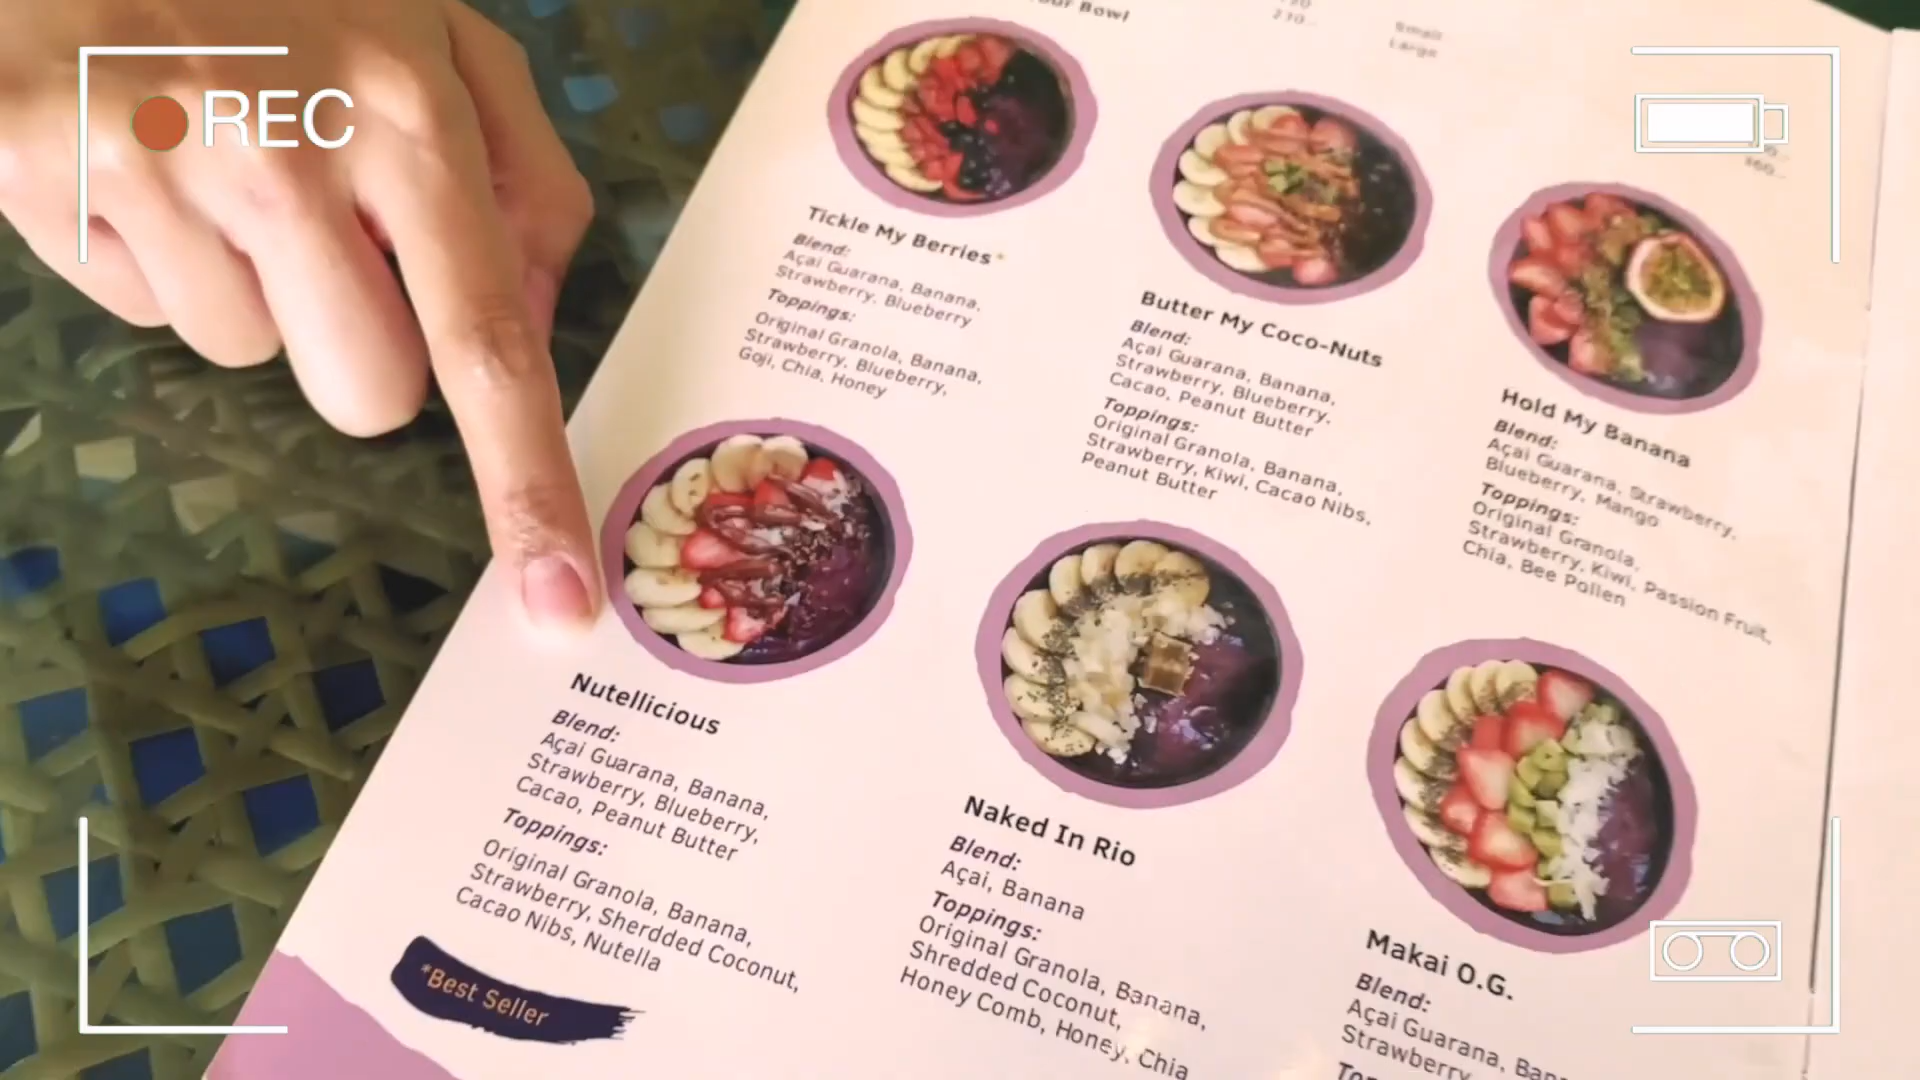 REC
Your Bowl
270.-
Small
Large
Tickle My Berries*
Blend:
Açai Guarana, Banana,
Strawberry, Blueberry
Toppings:
Original Granola, Banana,
Strawberry, Blueberry,
Goji, Chia, Honey
Butter My Coco-Nuts
Blend:
Açai Guarana, Banana,
Strawberry, Blueberry,
Cacao, Peanut Butter
Toppings:
Original Granola, Banana,
Strawberry, Kiwi, Cacao Nibs,
Peanut Butter
Hold My Banana
Blend:
Açai Guarana, Strawberry,
Blueberry, Mango
Toppings:
Original Granola,
Strawberry, Kiwi, Passion Fruit,
Chia, Bee Pollen
Nutellicious
Blend:
Açai Guarana, Banana,
Strawberry, Blueberry,
Cacao, Peanut Butter
Toppings:
Original Granola, Banana,
Strawberry, Sherdded Coconut,
Cacao Nibs, Nutella
*Best Seller
Naked In Rio
Blend:
Açai, Banana
Toppings:
Original Granola, Banana,
Shredded Coconut,
Honey Comb, Honey, Chia
Makai O.G.
Blend:
Açai Guarana,
Strawberry